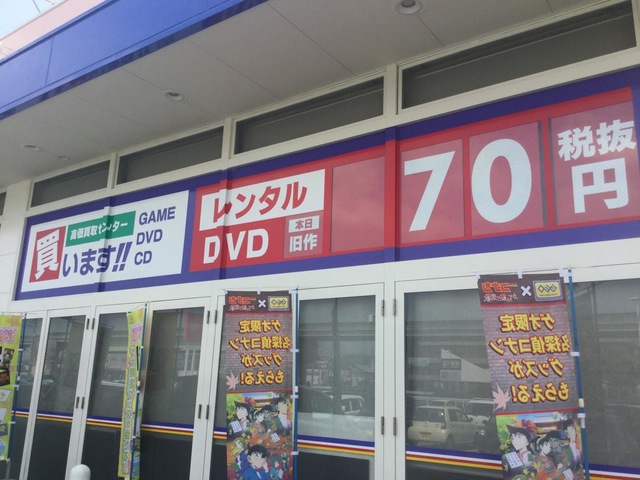 高価買取センター
買います!!
GAME
DVD
CD
レンタル
DVD
本日
旧作
70
税抜
円
×
GEO
ゲオ限定
名探偵コナン
グッズが
もらえる!
×
GEO
ゲオ限定
名探偵コナン
グッズが
もらえる!